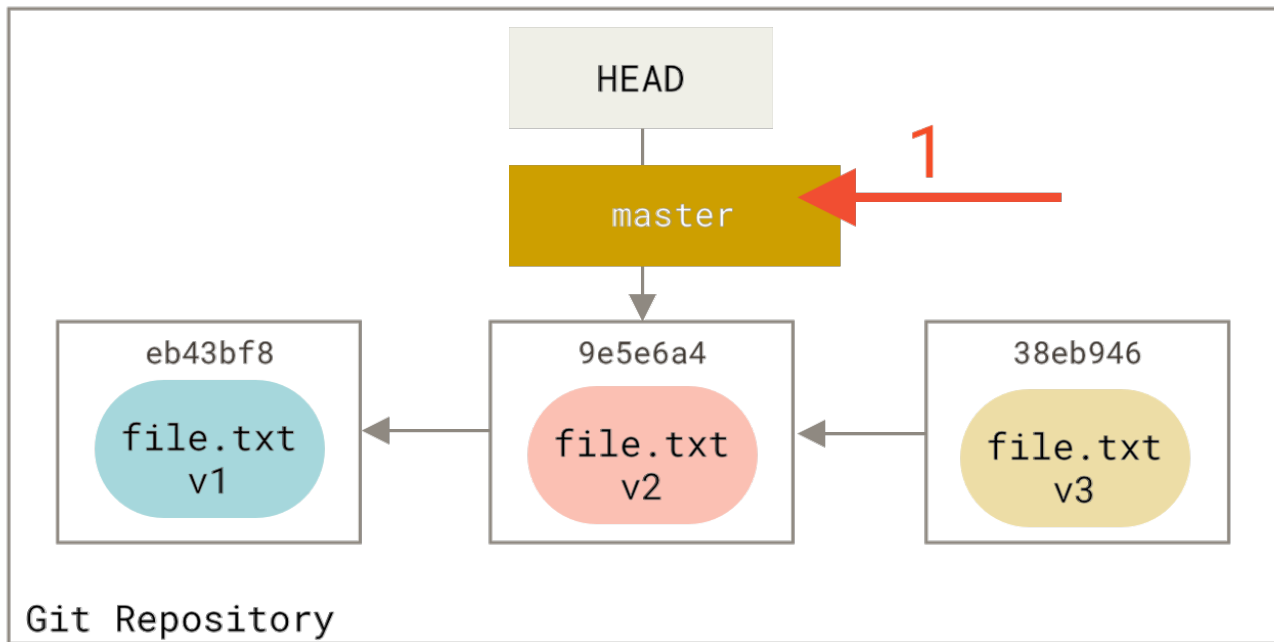 HEAD
1
master
eb43bf8
9e5e6a4
38eb946
file.txt
v1
file.txt
v2
file.txt
v3
Git Repository